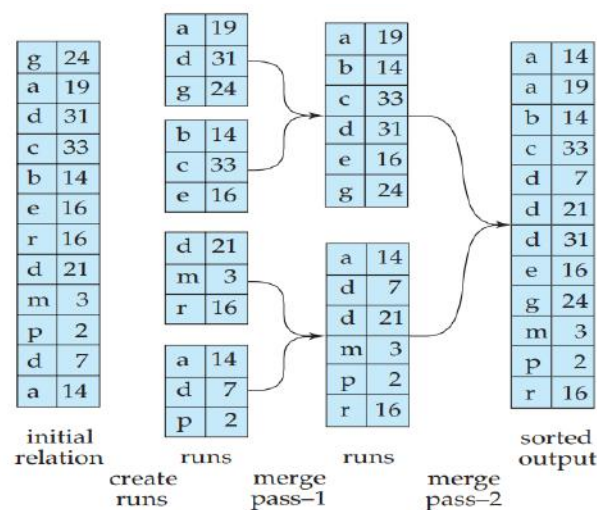 g 24
a 19
d 31
c 33
b 14
e 16
r 16
d 21
m 3
p 2
d 7
a 14
initial
relation
create
runs
a 19
d 31
g 24
b 14
c 33
e 16
d 21
m 3
r 16
a 14
d 7
p 2
runs
merge
pass–1
a 19
b 14
c 33
d 31
e 16
g 24
a 14
d 7
d 21
m 3
p 2
r 16
runs
merge
pass–2
a 14
a 19
b 14
c 33
d 7
d 21
d 31
e 16
g 24
m 3
p 2
r 16
sorted
output